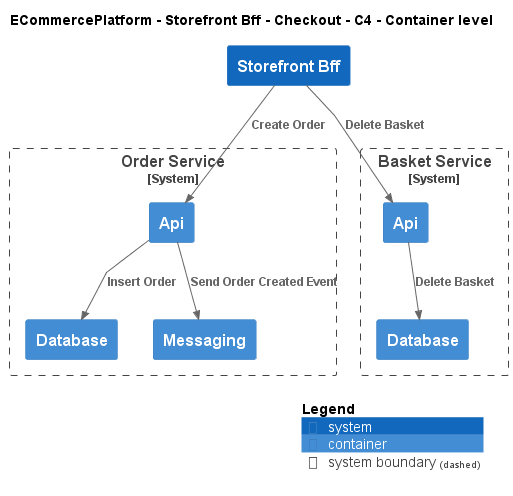 ECommercePlatform - Storefront Bff - Checkout - C4 - Container level
Storefront Bff
Create Order
Delete Basket
Order Service
[System]
Basket Service
[System]
Api
Api
Insert Order
Send Order Created Event
Delete Basket
Database
Messaging
Database
Legend
system
container
system boundary (dashed)